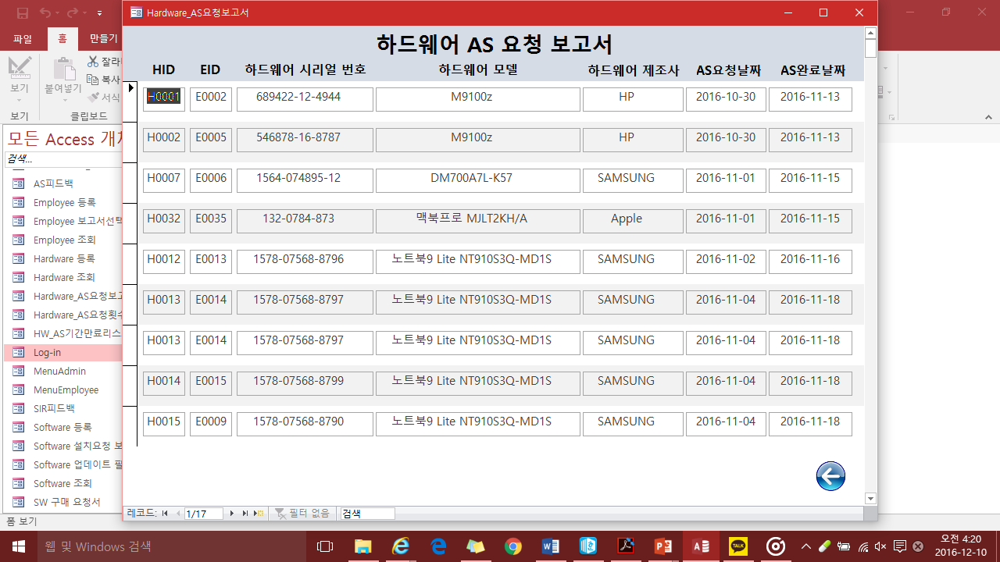 Hardware_AS요청보고서
파일 홈 만들기
하드웨어 AS 요청 보고서
HID EID 하드웨어 시리얼 번호 하드웨어 모델 하드웨어 제조사 AS요청날짜 AS완료날짜
H0001 E0002 689422-12-4944 M9100z HP 2016-10-30 2016-11-13
H0002 E0005 546878-16-8787 M9100z HP 2016-10-30 2016-11-13
H0007 E0006 1564-074895-12 DM700A7L-K57 SAMSUNG 2016-11-01 2016-11-15
H0032 E0035 132-0784-873 맥북프로 MJLT2KH/A Apple 2016-11-01 2016-11-15
H0012 E0013 1578-07568-8796 노트북9 Lite NT910S3Q-MD1S SAMSUNG 2016-11-02 2016-11-16
H0013 E0014 1578-07568-8797 노트북9 Lite NT910S3Q-MD1S SAMSUNG 2016-11-04 2016-11-18
H0013 E0014 1578-07568-8797 노트북9 Lite NT910S3Q-MD1S SAMSUNG 2016-11-04 2016-11-18
H0014 E0015 1578-07568-8799 노트북9 Lite NT910S3Q-MD1S SAMSUNG 2016-11-04 2016-11-18
H0015 E0009 1578-07568-8790 노트북9 Lite NT910S3Q-MD1S SAMSUNG 2016-11-04 2016-11-18
레코드: 1/17 필터 없음 검색
보기
보기
붙여넣기
잘라
복사
서식
클립보드
모든 Access 개체
검색...
AS피드백
Employee 등록
Employee 보고서선택
Employee 조회
Hardware 등록
Hardware 조회
Hardware_AS요청보고
Hardware_AS요청횟수
HW_AS기간만료리스
Log-in
MenuAdmin
MenuEmployee
SIR피드백
Software 등록
Software 설치요청 보
Software 업데이트 필
Software 조회
SW 구매 요청서
폼 보기
웹 및 Windows 검색
TALK
오전 4:20
2016-12-10